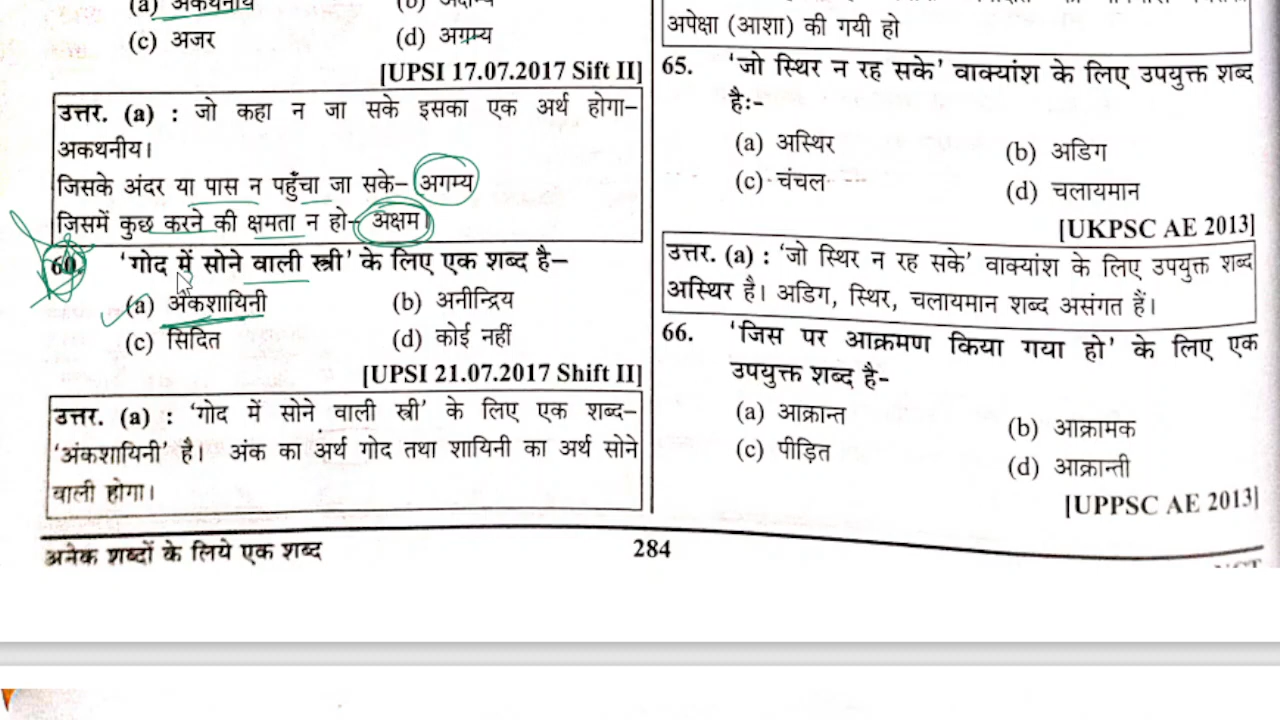 (a) अकथनीय
(c) अजर
(d) अगम्य
[UPSI 17.07.2017 Sift II]
उत्तर. (a) : जो कहा न जा सके इसका एक अर्थ होगा–
अकथनीय।
जिसके अंदर या पास न पहुँचा जा सके– अगम्य
जिसमें कुछ करने की क्षमता न हो– अक्षम।
60. 'गोद में सोने वाली स्त्री' के लिए एक शब्द है–
(a) अंकशायिनी (b) अनीन्द्रिय
(c) सिदित (d) कोई नहीं
[UPSI 21.07.2017 Shift II]
उत्तर. (a) : 'गोद में सोने वाली स्त्री' के लिए एक शब्द–
'अंकशायिनी' है। अंक का अर्थ गोद तथा शायिनी का अर्थ सोने
वाली होगा।
अपेक्षा (आशा) की गयी हो
65. 'जो स्थिर न रह सके' वाक्यांश के लिए उपयुक्त शब्द
है:-
(a) अस्थिर (b) अडिग
(c) चंचल (d) चलायमान
[UKPSC AE 2013]
उत्तर. (a) : 'जो स्थिर न रह सके' वाक्यांश के लिए उपयुक्त शब्द
अस्थिर है। अडिग, स्थिर, चलायमान शब्द असंगत हैं।
66. 'जिस पर आक्रमण किया गया हो' के लिए एक
उपयुक्त शब्द है-
(a) आक्रान्त (b) आक्रामक
(c) पीड़ित (d) आक्रान्ती
[UPPSC AE 2013]
अनेक शब्दों के लिये एक शब्द 284